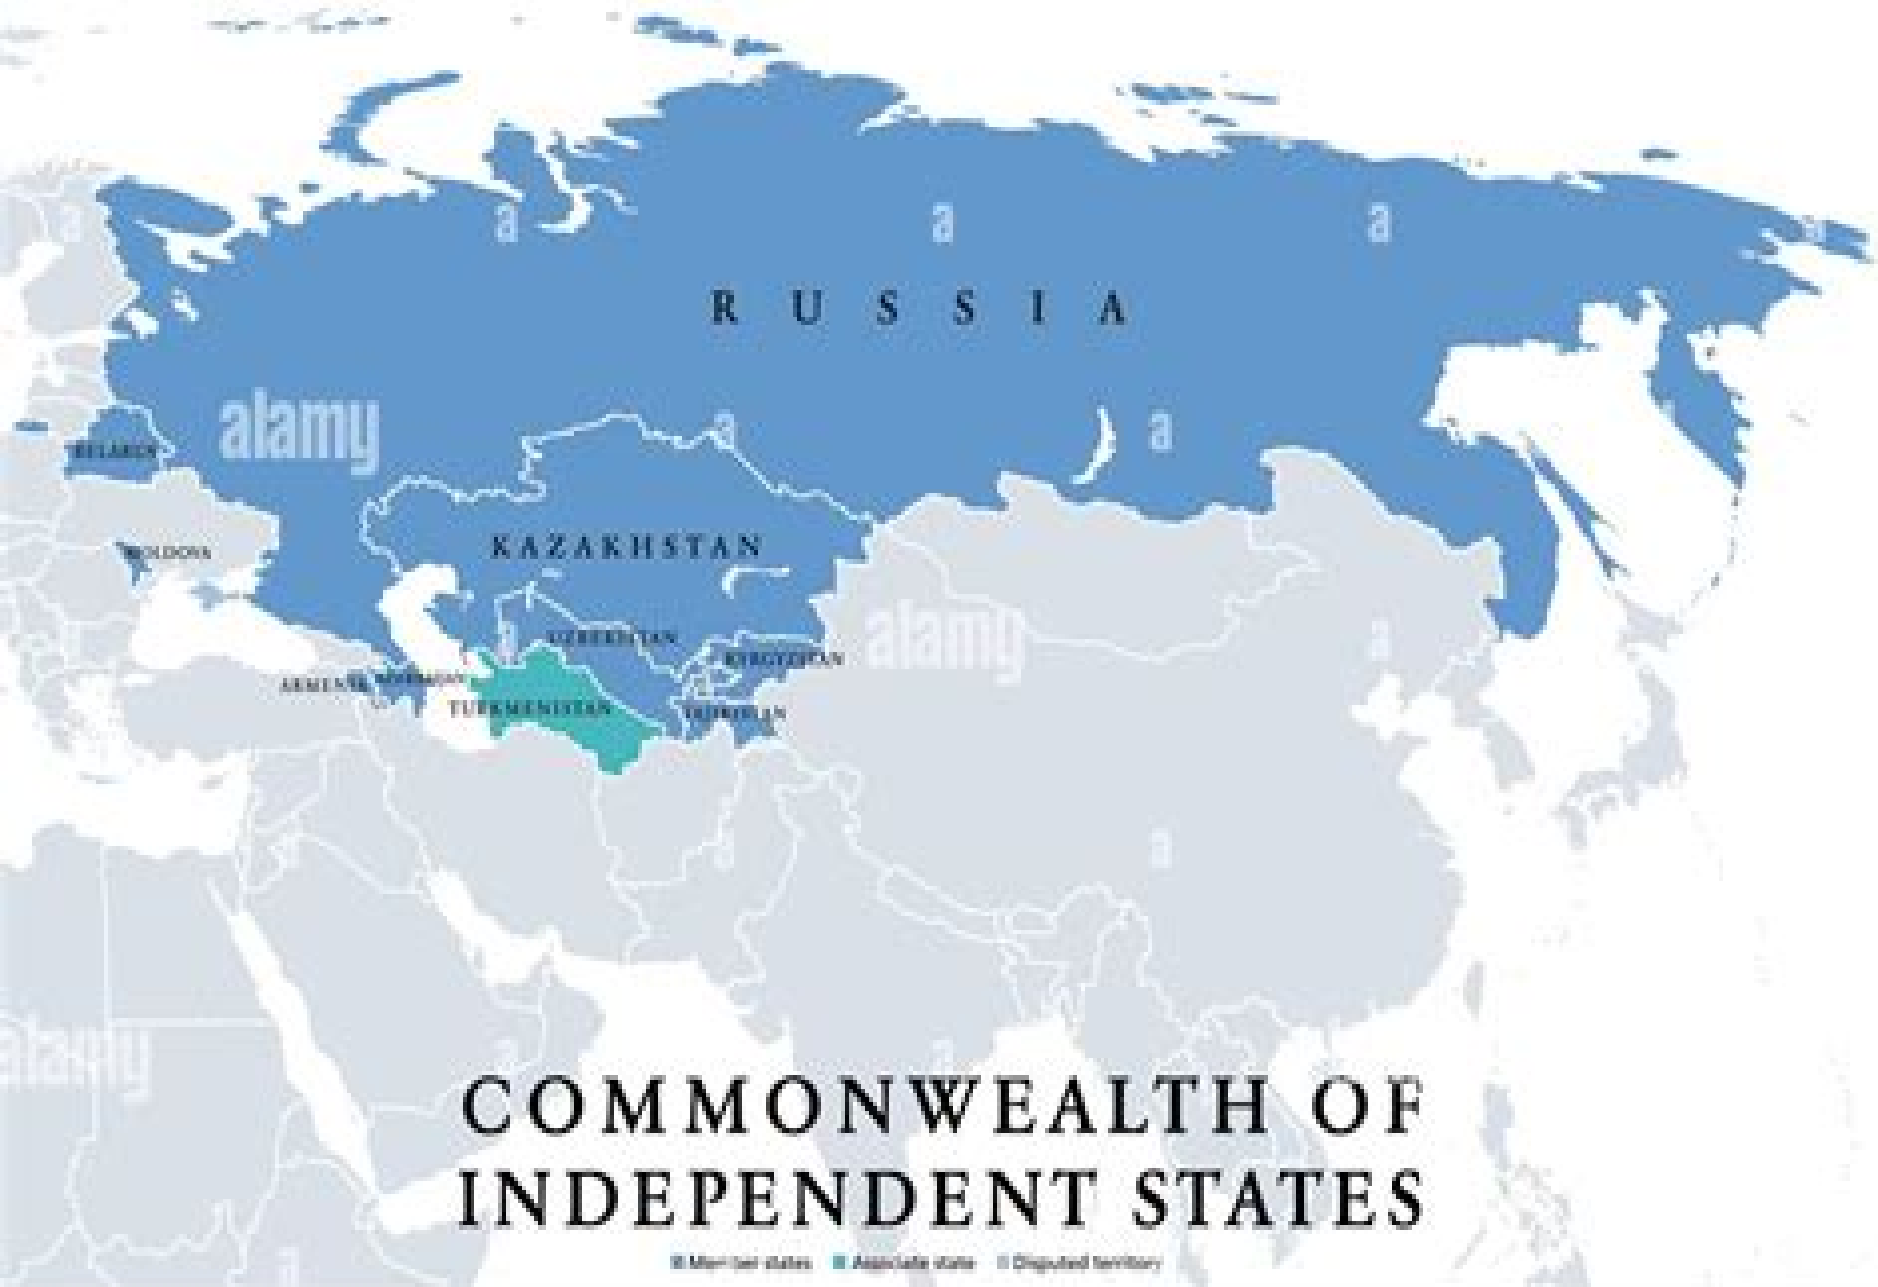 a
a
a
a
a
R U S S I A
alamy
a
a
BELARUS
KAZAKHSTAN
MOLDOVA
alamy
a
UZBEKISTAN
a
KYRGYZSTAN
ARMENIA AZERBAIJAN
TURKMENISTAN
TAJIKISTAN
a
a
a
alamy
a
a
COMMONWEALTH OF
INDEPENDENT STATES
Member states Associate state Disputed territory
a